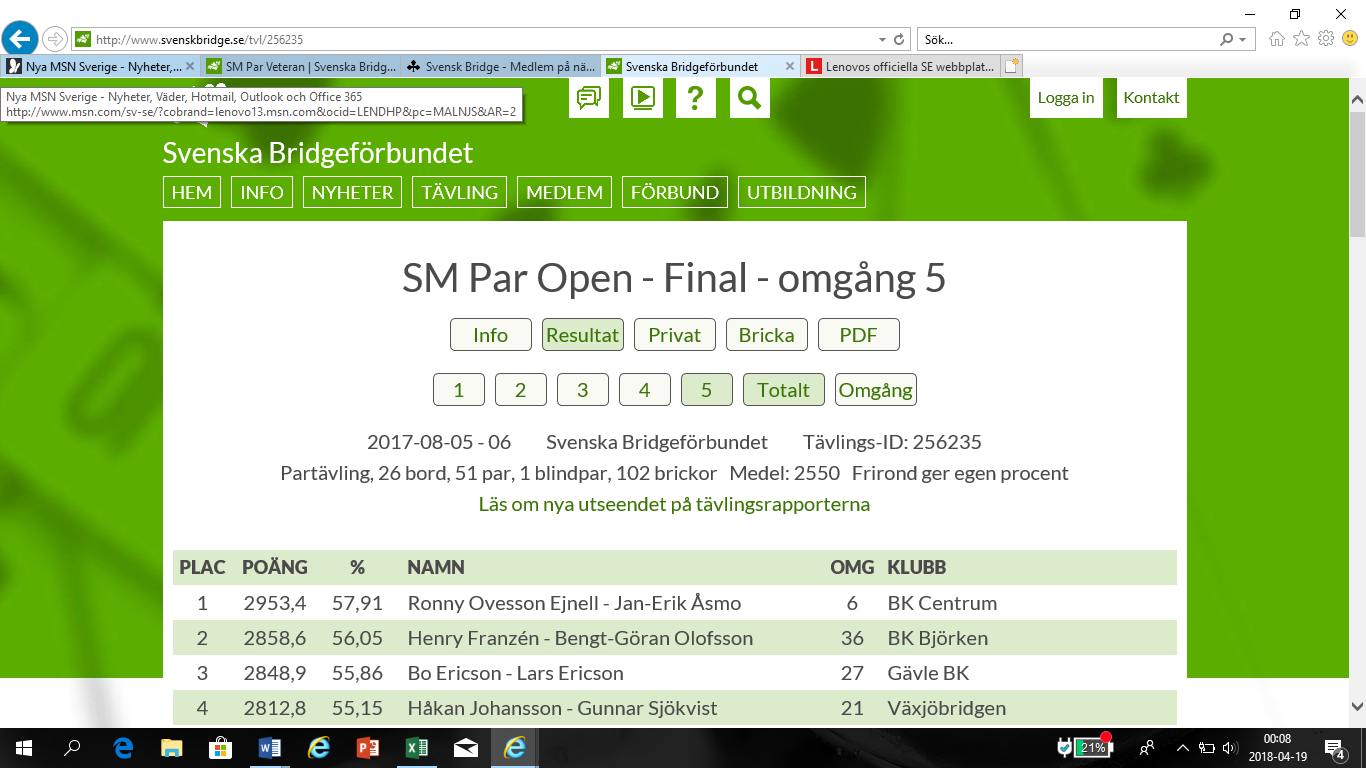 http://www.svenskbridge.se/tvl/256235
Sök...
Nya MSN Sverige - Nyheter,...
SM Par Veteran | Svenska Bridg...
Svensk Bridge - Medlem på nä...
Svenska Bridgeförbundet
L Lenovos officiella SE webbplat...
Nya MSN Sverige - Nyheter, Väder, Hotmail, Outlook och Office 365
http://www.msn.com/sv-se/?cobrand=lenovo13.msn.com&ocid=LENDHP&pc=MALNJS&AR=2
?
Logga in
Kontakt
Svenska Bridgeförbundet
HEM INFO NYHETER TÄVLING MEDLEM FÖRBUND UTBILDNING
SM Par Open - Final - omgång 5
Info Resultat Privat Bricka PDF
1 2 3 4 5 Totalt Omgång
2017-08-05 - 06 Svenska Bridgeförbundet Tävlings-ID: 256235
Partävling, 26 bord, 51 par, 1 blindpar, 102 brickor Medel: 2550 Frirond ger egen procent
Läs om nya utseendet på tävlingsrapporterna
PLAC POÄNG % NAMN OMG KLUBB
1 2953,4 57,91 Ronny Ovesson Ejnell - Jan-Erik Åsmo 6 BK Centrum
2 2858,6 56,05 Henry Franzén - Bengt-Göran Olofsson 36 BK Björken
3 2848,9 55,86 Bo Ericson - Lars Ericson 27 Gävle BK
4 2812,8 55,15 Håkan Johansson - Gunnar Sjökvist 21 Växjöbridgen
21%
00:08
2018-04-19
4